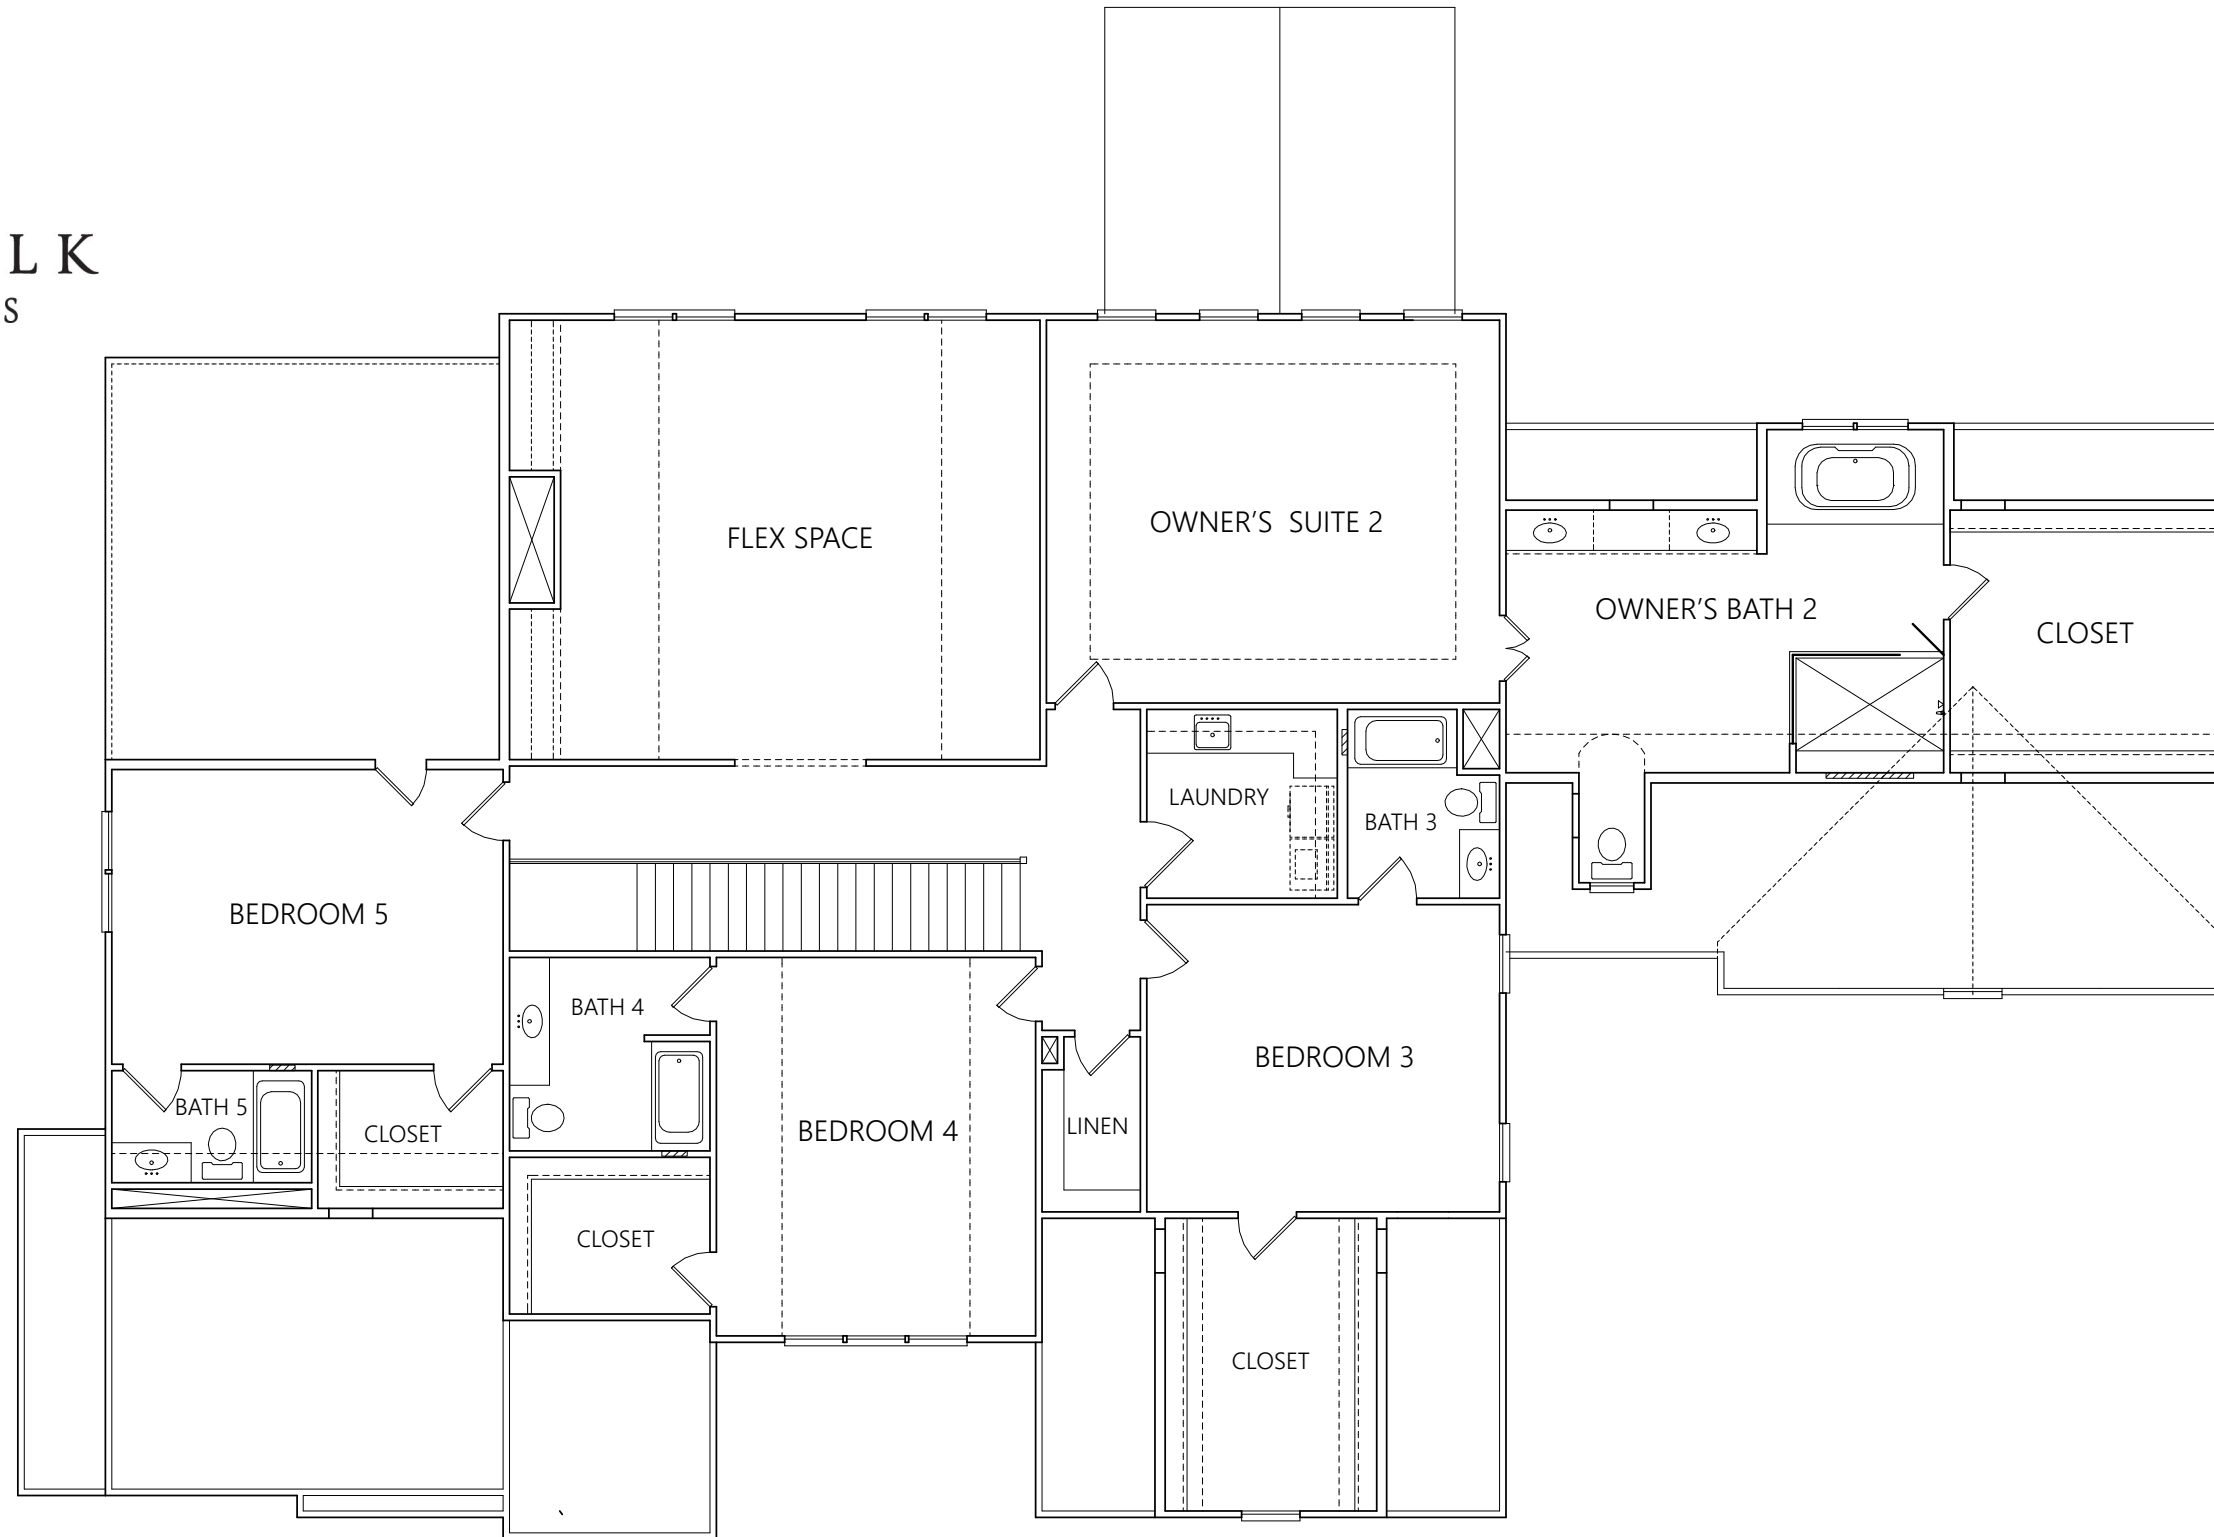 LK
S
FLEX SPACE
OWNER'S SUITE 2
OWNER'S BATH 2
CLOSET
LAUNDRY
BATH 3
BEDROOM 5
BATH 4
BEDROOM 3
BATH 5
CLOSET
BEDROOM 4
LINEN
CLOSET
CLOSET